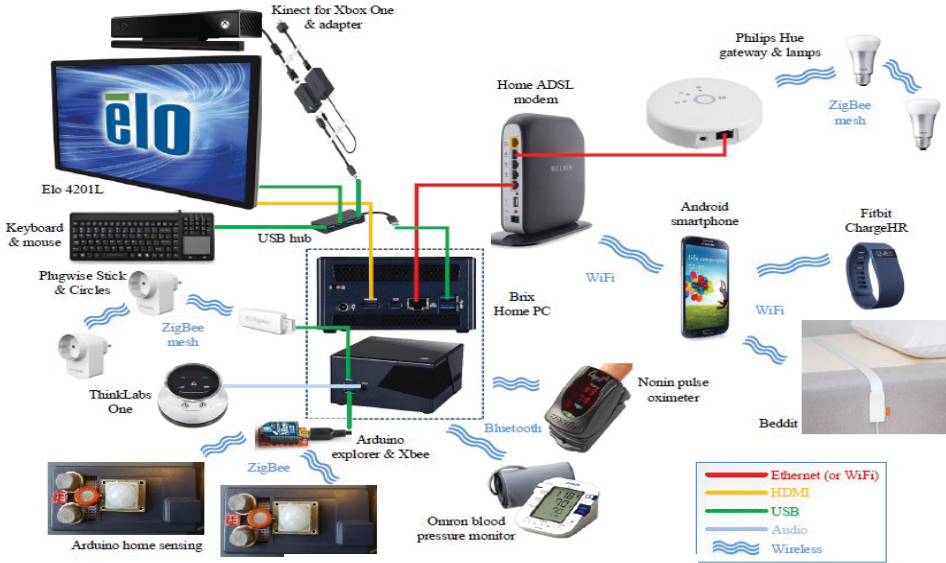 Kinect for Xbox One
& adapter
Philips Hue
gateway & lamps
Home ADSL
modem
ZigBee
mesh
elo
BELKIN
Elo 4201L
Keyboard
& mouse
USB hub
Android
smartphone
Fitbit
ChargeHR
Plugwise Stick
& Circles
WiFi
WiFi
Brix
Home PC
ZigBee
mesh
ThinkLabs
One
Nonin pulse
oximeter
Beddit
Bluetooth
Arduino
explorer & Xbee
ZigBee
Omron blood
pressure monitor
Arduino home sensing
Ethernet (or WiFi)
HDMI
USB
Audio
Wireless